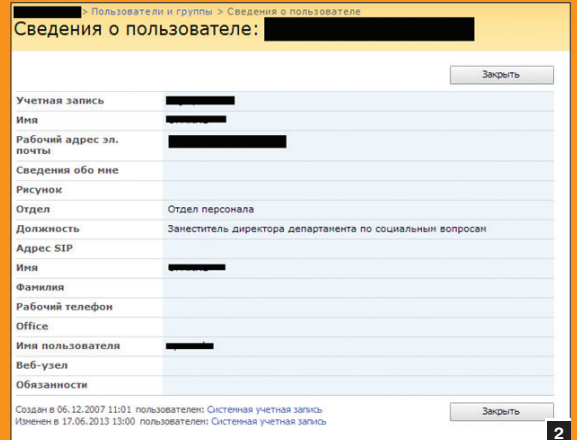 > Пользователи и группы > Сведения о пользователе
Сведения о пользователе:
Закрыть
Учетная запись
Имя
Рабочий адрес эл.
почты
Сведения обо мне
Рисунок
Отдел Отдел персонала
Должность Заместитель директора департамента по социальным вопросам
Адрес SIP
Имя
Фамилия
Рабочий телефон
Office
Имя пользователя
Веб-узел
Обязанности
Создан в 06.12.2007 11:01 пользователем: Системная учетная запись
Изменен в 17.06.2013 13:00 пользователем: Системная учетная запись
Закрыть
2